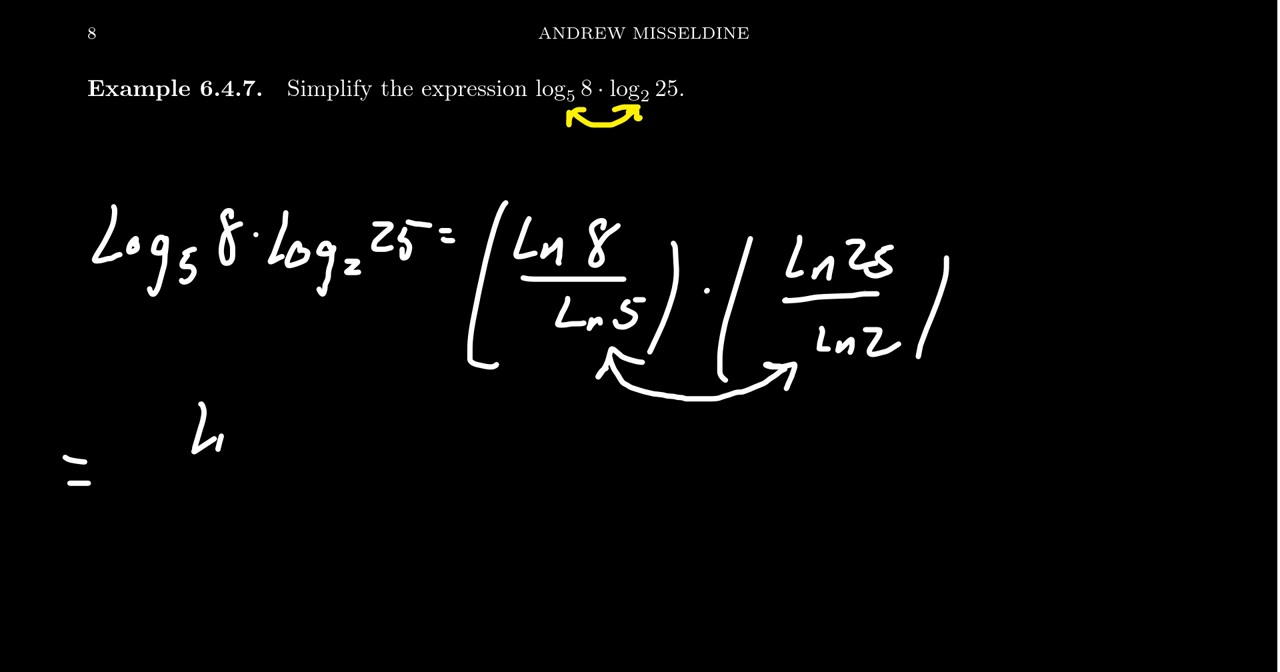 8 ANDREW MISSELDINE
Example 6.4.7. Simplify the expression log₅ 8 · log₂ 25.
Log₅ 8 · Log₂ 25 = (Ln 8 / Ln 5) · (Ln 25 / Ln 2)
= L